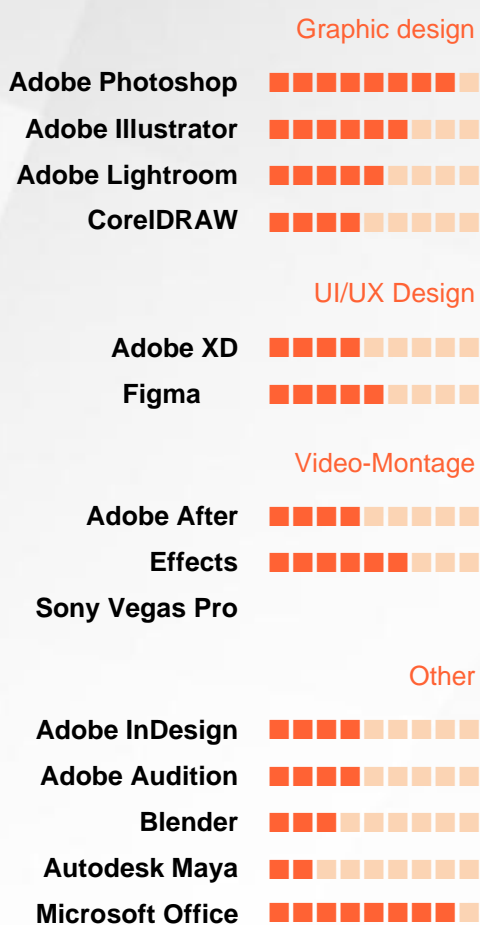 Graphic design
Adobe Photoshop
Adobe Illustrator
Adobe Lightroom
CorelDRAW
UI/UX Design
Adobe XD
Figma
Video-Montage
Adobe After
Effects
Sony Vegas Pro
Other
Adobe InDesign
Adobe Audition
Blender
Autodesk Maya
Microsoft Office